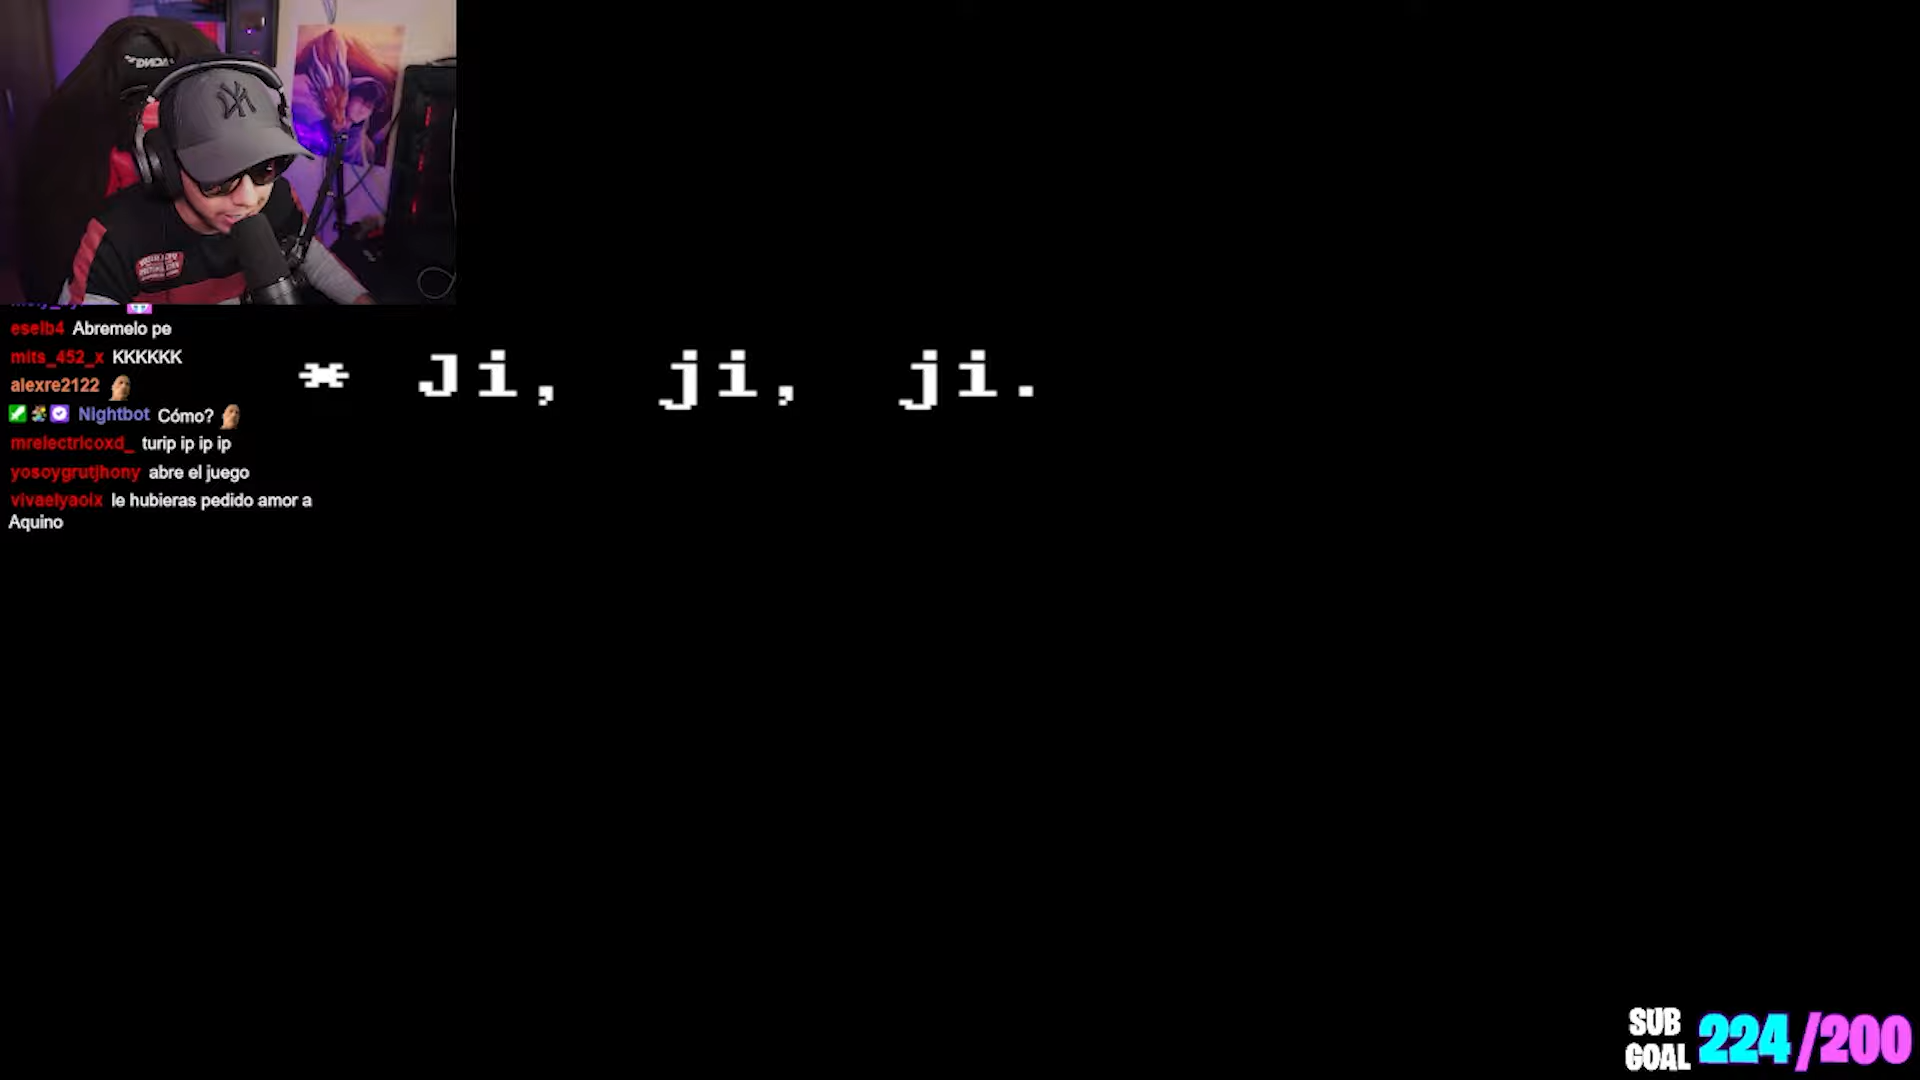 eselb4 Abremelo pe
mits_452_x KKKKKK
alexre2122
Nightbot Cómo?
mrelectricoxd_ turip ip ip ip
yosoygrutjhony abre el juego
vivaelyaoix le hubieras pedido amor a
Aquino
* Ji, ji, ji.
SUB
GOAL 224/200